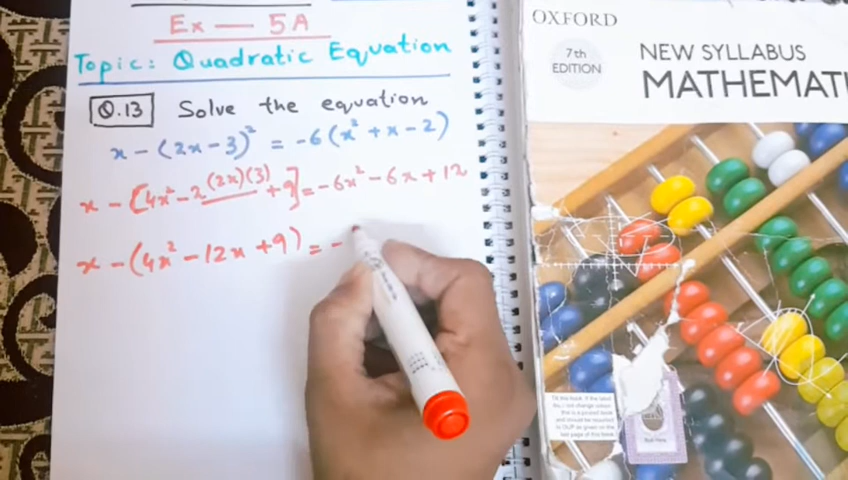 Ex — 5A
Topic: Quadratic Equation
Q.13 Solve the equation
x - (2x - 3)² = -6(x² + x - 2)
x - [4x² - 2(2x)(3) + 9] = -6x² - 6x + 12
x - (4x² - 12x + 9) = -
OXFORD
7th
EDITION
NEW SYLLABUS
MATHEMATI